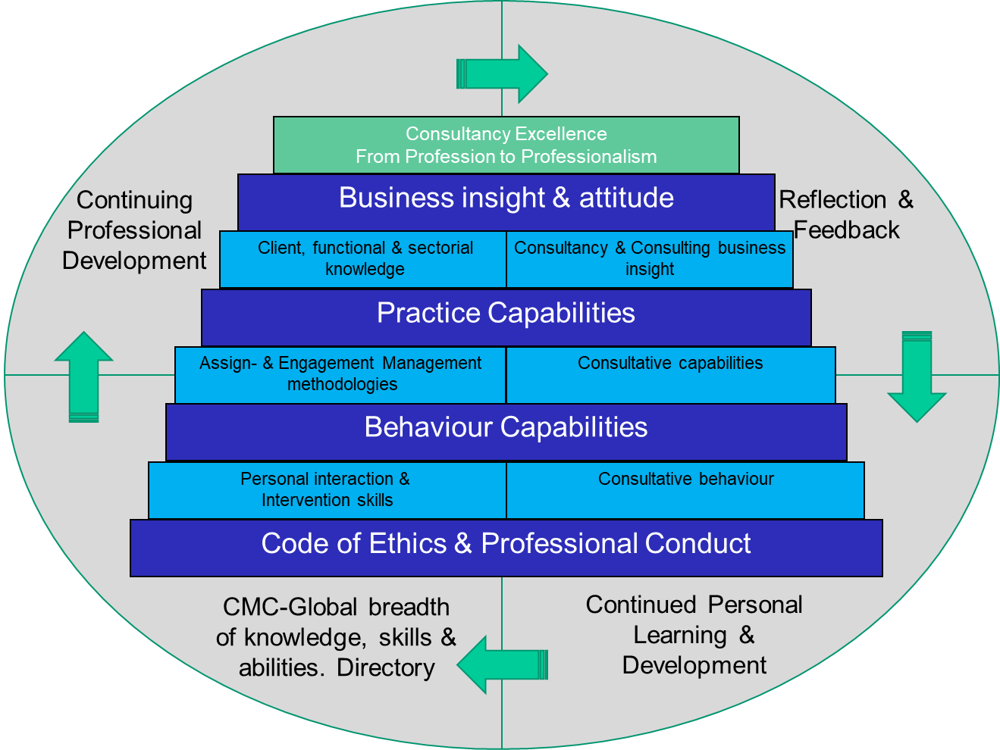 Consultancy Excellence
From Profession to Professionalism
Business insight & attitude
Continuing
Professional
Development
Reflection &
Feedback
Client, functional & sectorial
knowledge
Consultancy & Consulting business
insight
Practice Capabilities
Assign- & Engagement Management
methodologies
Consultative capabilities
Behaviour Capabilities
Personal interaction &
Intervention skills
Consultative behaviour
Code of Ethics & Professional Conduct
CMC-Global breadth
of knowledge, skills &
abilities. Directory
Continued Personal
Learning &
Development